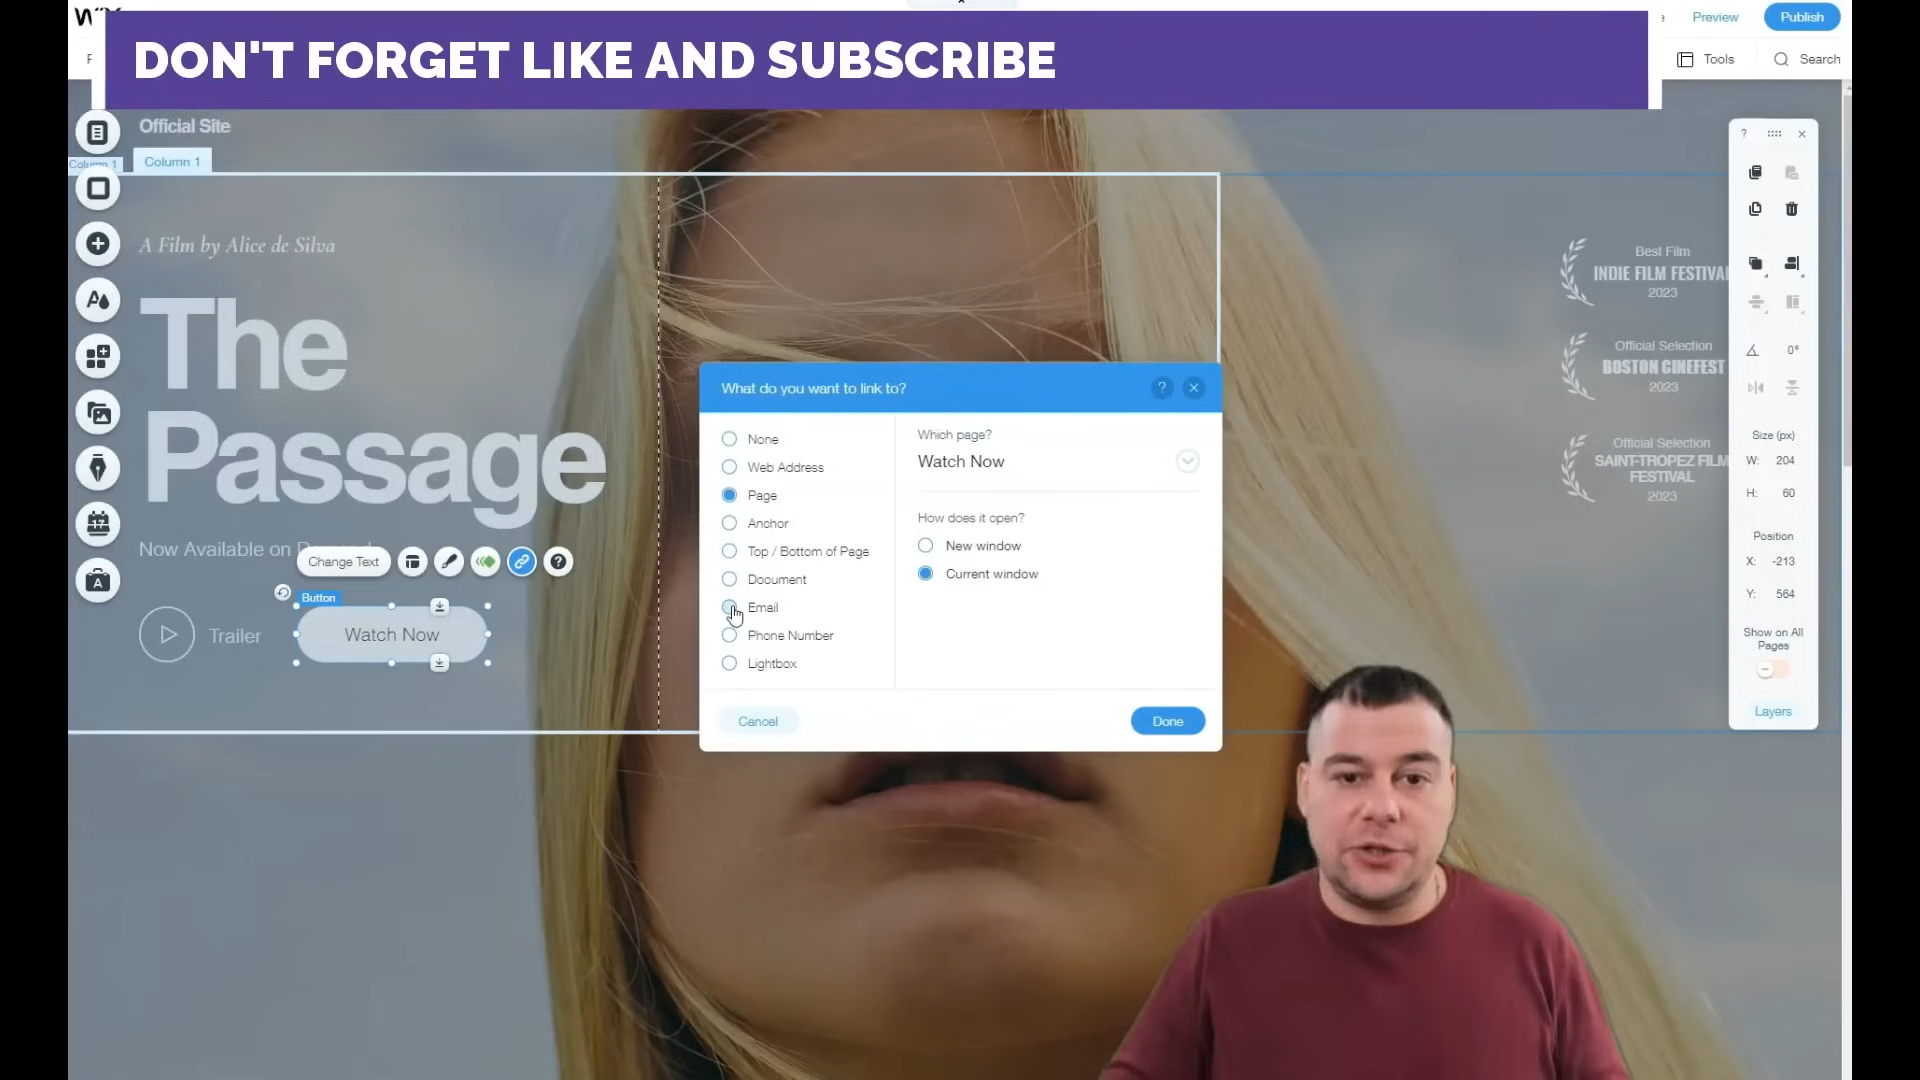 DON'T FORGET LIKE AND SUBSCRIBE
Preview
Publish
Tools
Search
Official Site
Column 1
Column 1
A Film by Alice de Silva
The
Passage
Now Available on
Change Text
Button
Trailer
Watch Now
What do you want to link to?
?
None
Web Address
Page
Anchor
Top / Bottom of Page
Document
Email
Phone Number
Lightbox
Which page?
Watch Now
How does it open?
New window
Current window
Cancel
Done
Best Film
INDIE FILM FESTIVAL
2023
Official Selection
BOSTON CINEFEST
2023
Official Selection
SAINT-TROPEZ FILM
FESTIVAL
2023
?
0°
Size (px)
W: 204
H: 60
Position
X: -213
Y: 564
Show on All
Pages
Layers